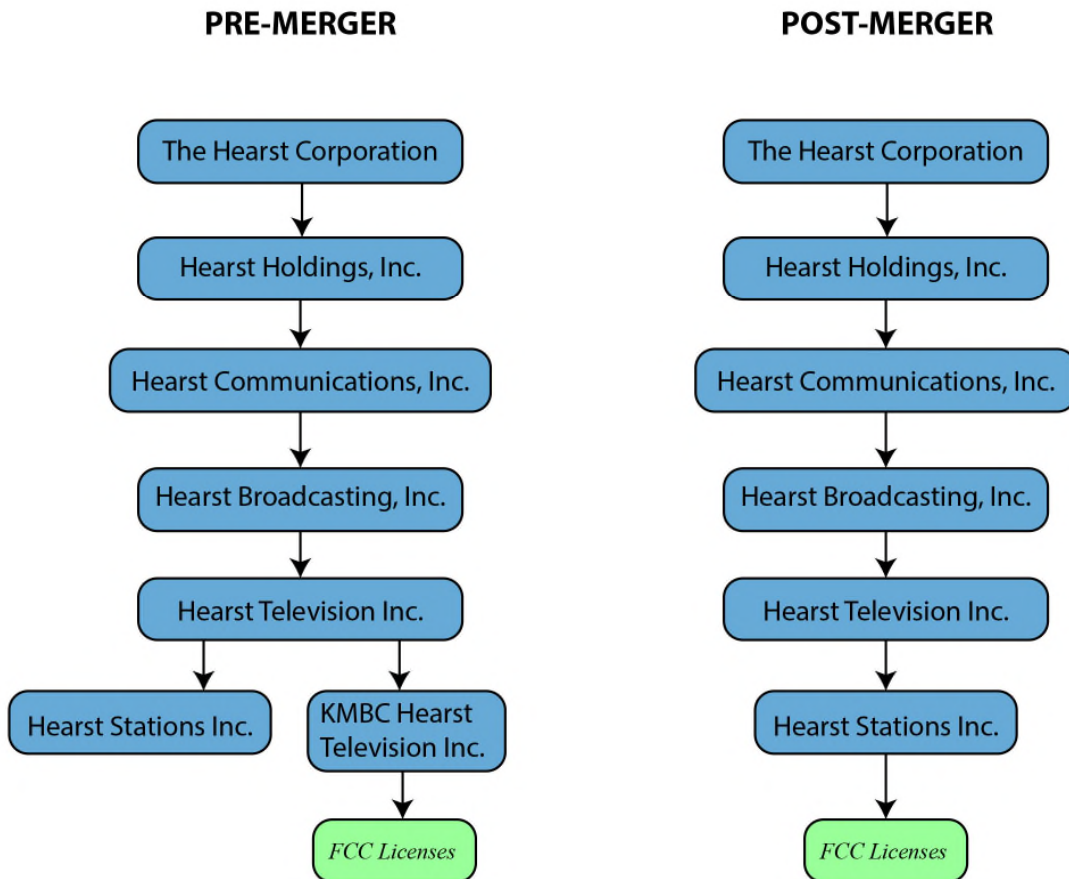 PRE-MERGER
The Hearst Corporation
Hearst Holdings, Inc.
Hearst Communications, Inc.
Hearst Broadcasting, Inc.
Hearst Television Inc.
Hearst Stations Inc.
KMBC Hearst
Television Inc.
FCC Licenses
POST-MERGER
The Hearst Corporation
Hearst Holdings, Inc.
Hearst Communications, Inc.
Hearst Broadcasting, Inc.
Hearst Television Inc.
Hearst Stations Inc.
FCC Licenses